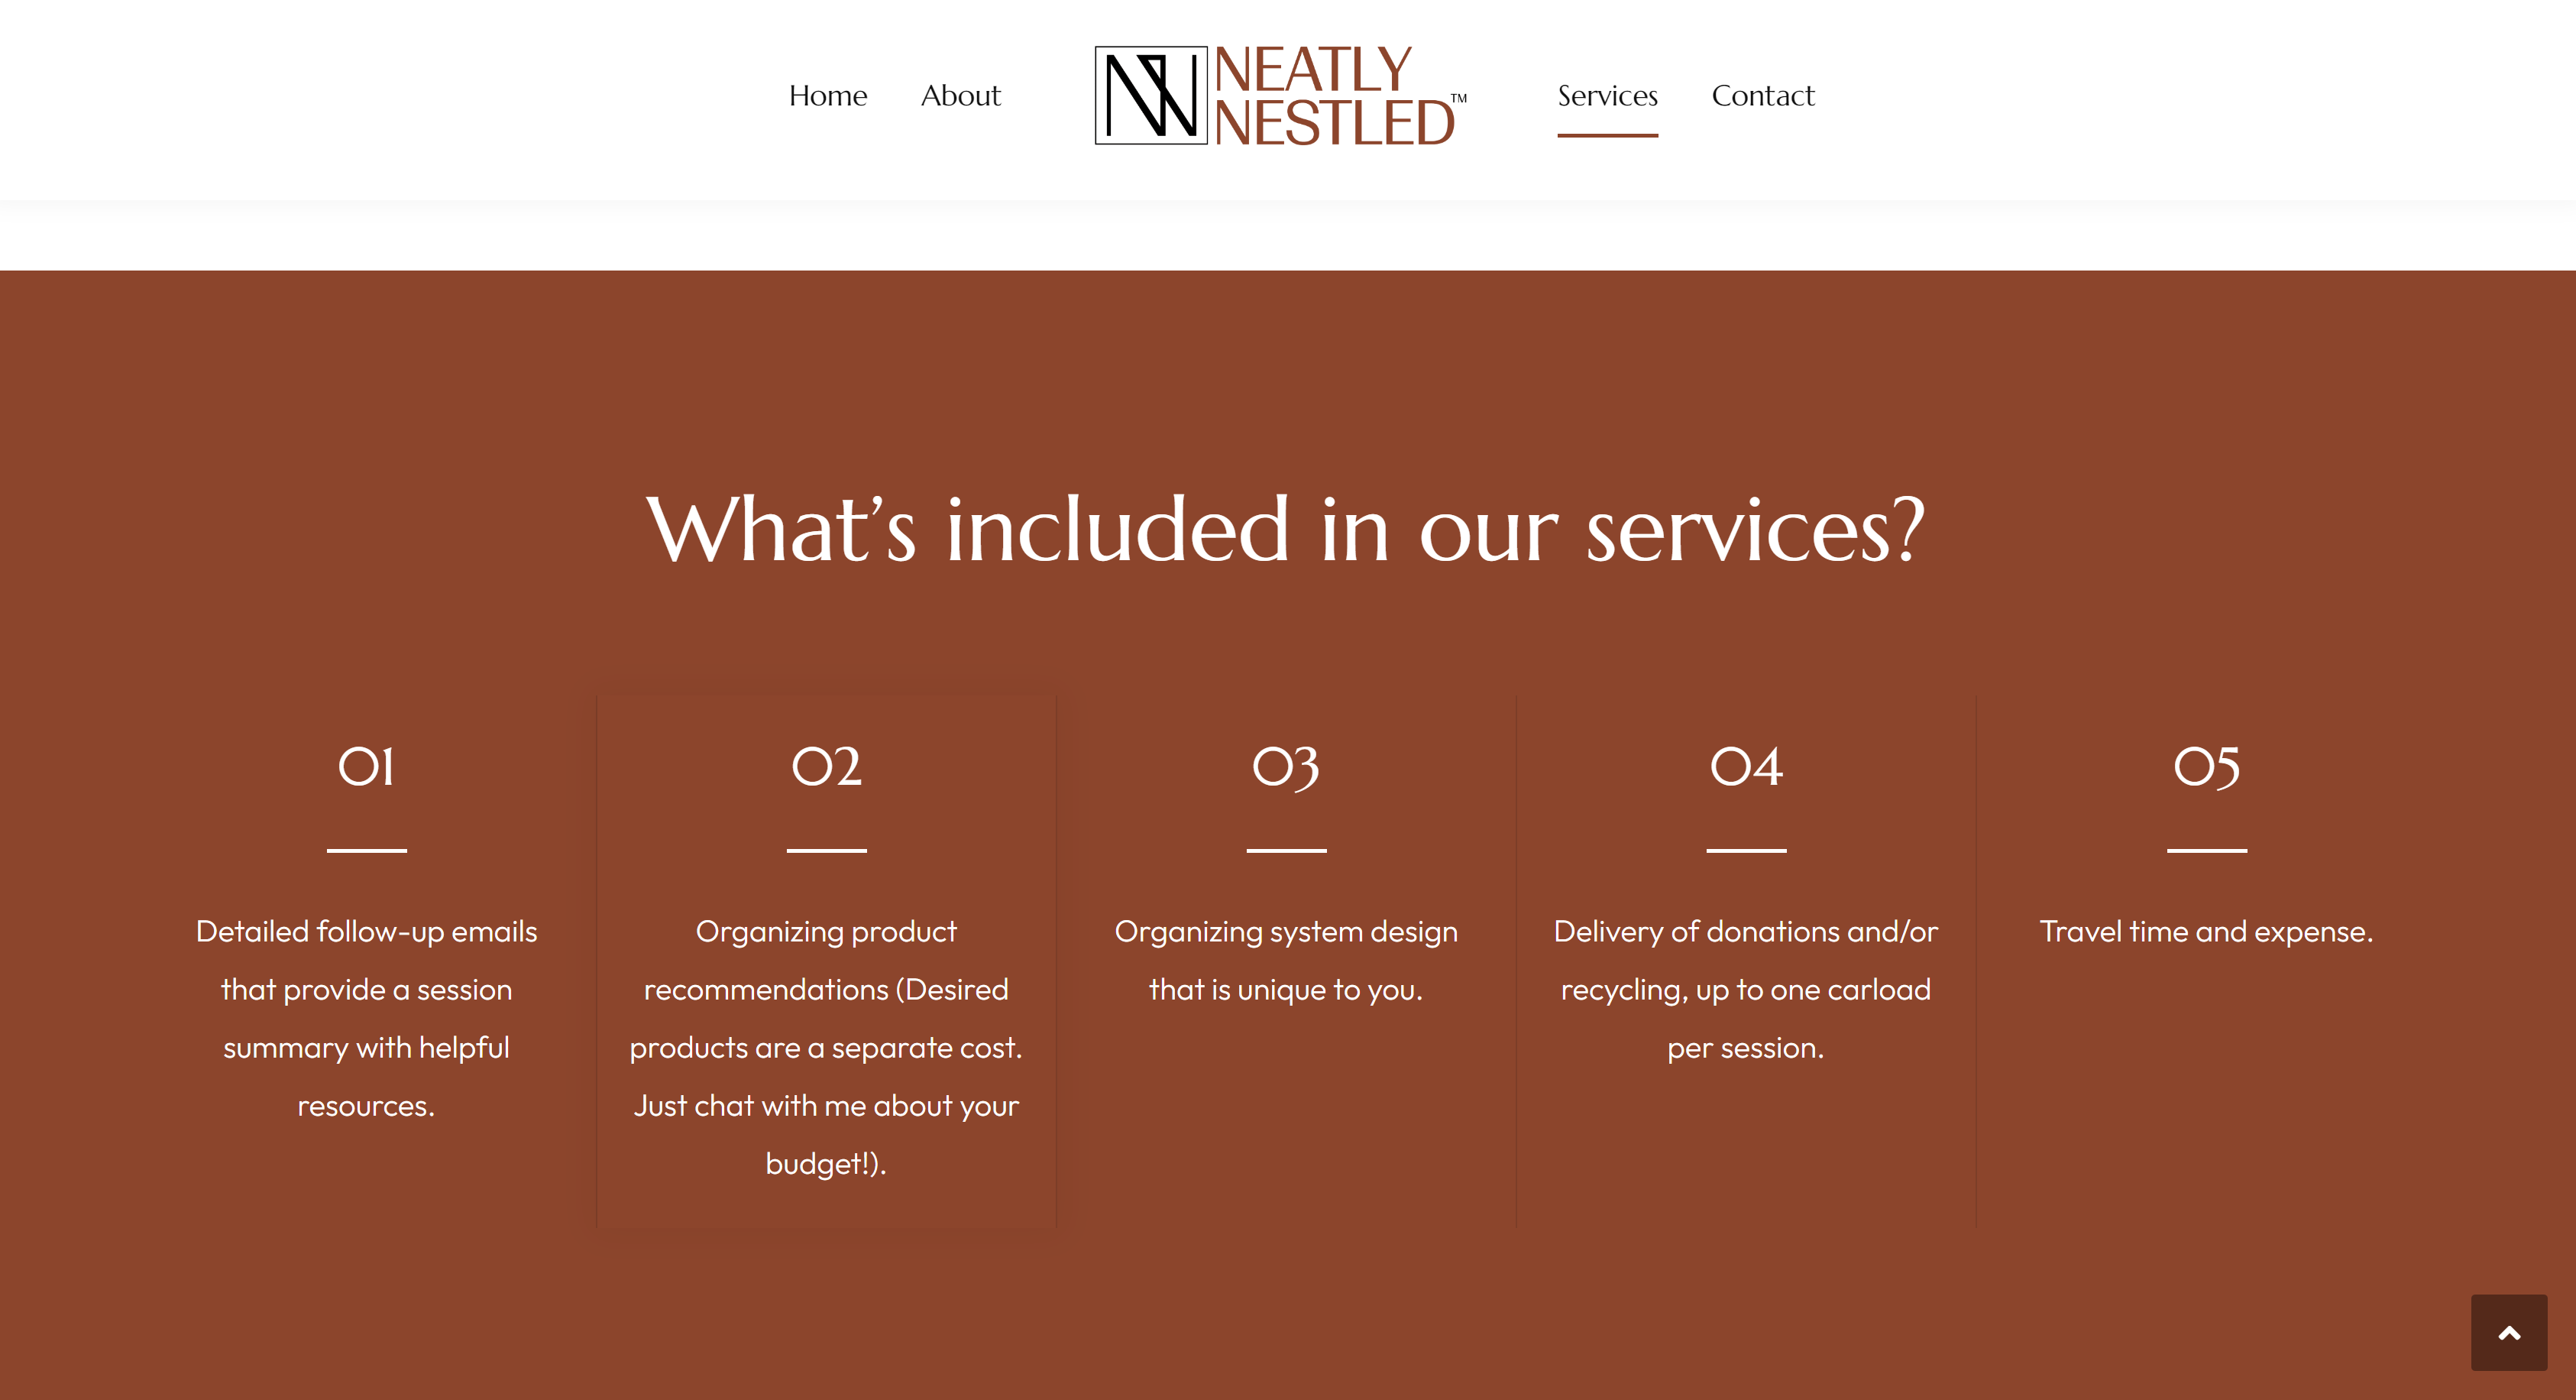 Home
About
NN
NEATLY
NESTLED™
Services
Contact
What’s included in our services?
01
Detailed follow-up emails
that provide a session
summary with helpful
resources.
02
Organizing product
recommendations (Desired
products are a separate cost.
Just chat with me about your
budget!).
03
Organizing system design
that is unique to you.
04
Delivery of donations and/or
recycling, up to one carload
per session.
05
Travel time and expense.